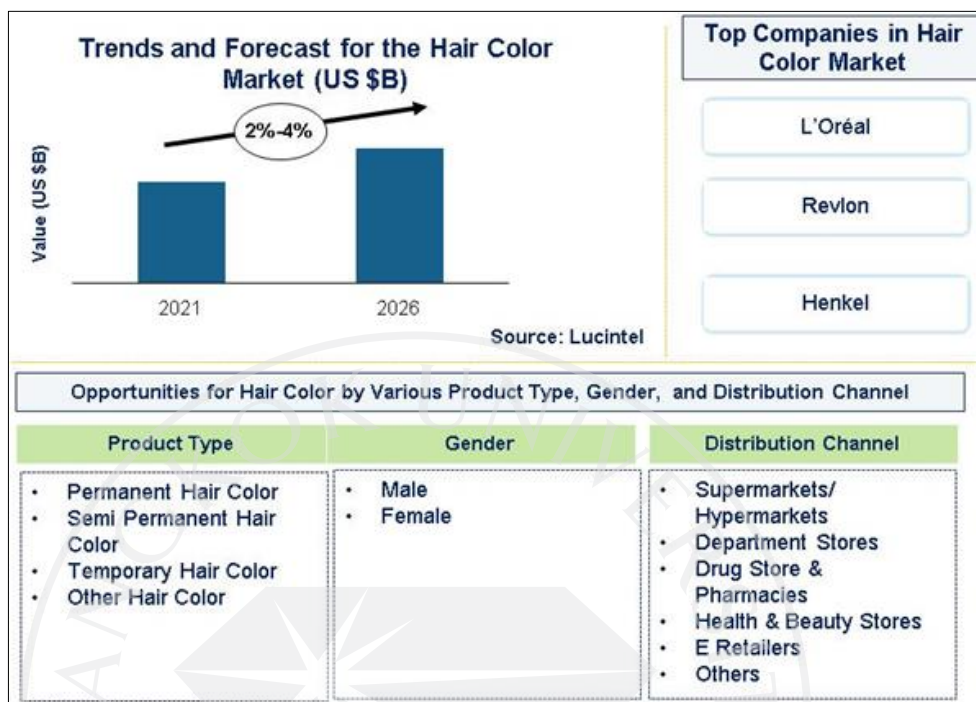 Trends and Forecast for the Hair Color
Market (US $B)
2%-4%
Value (US $B)
2021
2026
Source: Lucintel
Top Companies in Hair
Color Market
L'Oréal
Revlon
Henkel
Opportunities for Hair Color by Various Product Type, Gender, and Distribution Channel
Product Type
• Permanent Hair Color
• Semi Permanent Hair
Color
• Temporary Hair Color
• Other Hair Color
Gender
• Male
• Female
Distribution Channel
• Supermarkets/
Hypermarkets
• Department Stores
• Drug Store &
Pharmacies
• Health & Beauty Stores
• E Retailers
• Others